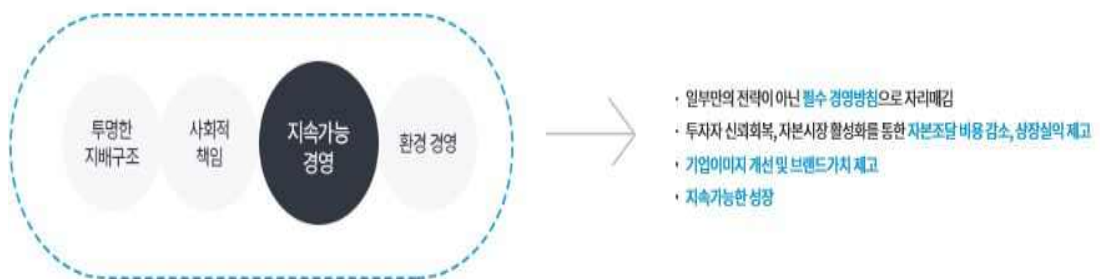 투명한
지배구조
사회적
책임
지속가능
경영
환경 경영
· 일부만의 전략이 아닌 필수 경영방침으로 자리매김
· 투자자 신뢰회복, 자본시장 활성화를 통한 자본조달 비용 감소, 상장실익 제고
· 기업이미지 개선 및 브랜드가치 제고
· 지속가능한 성장